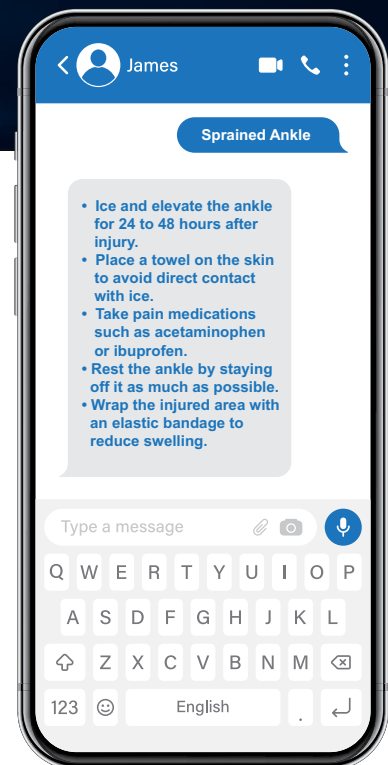 James
Sprained Ankle
• Ice and elevate the ankle
for 24 to 48 hours after
injury.
• Place a towel on the skin
to avoid direct contact
with ice.
• Take pain medications
such as acetaminophen
or ibuprofen.
• Rest the ankle by staying
off it as much as possible.
• Wrap the injured area with
an elastic bandage to
reduce swelling.
Type a message
Q W E R T Y U I O P
A S D F G H J K L
Z X C V B N M
123 English .